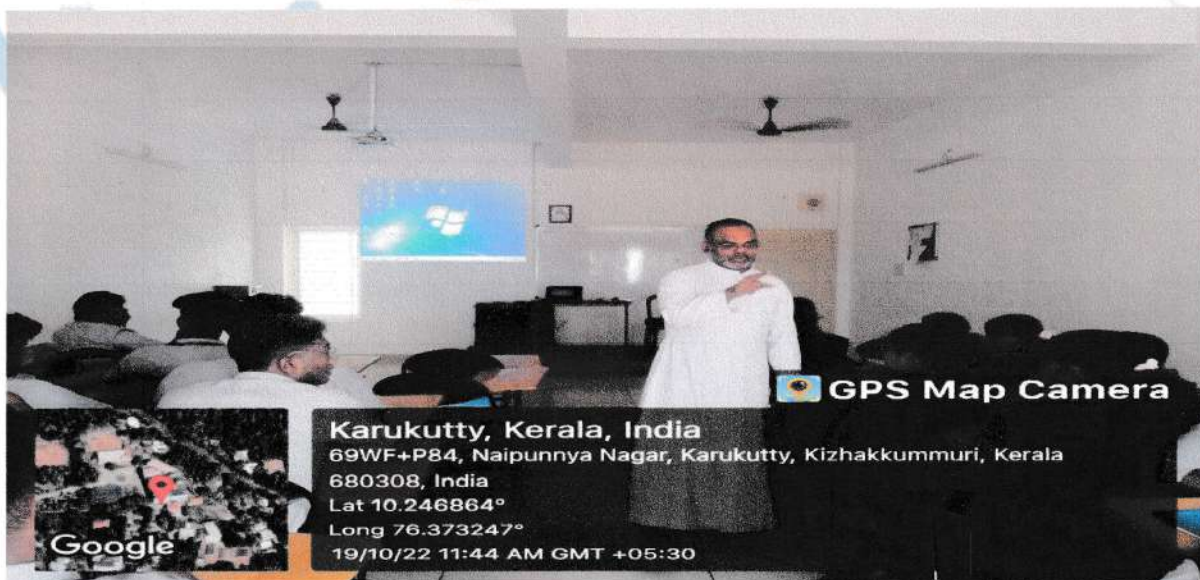 GPS Map Camera
Karukutty, Kerala, India
69WF+P84, Naipunnya Nagar, Karukutty, Kizhakkummuri, Kerala
680308, India
Lat 10.246864°
Long 76.373247°
19/10/22 11:44 AM GMT +05:30
Google